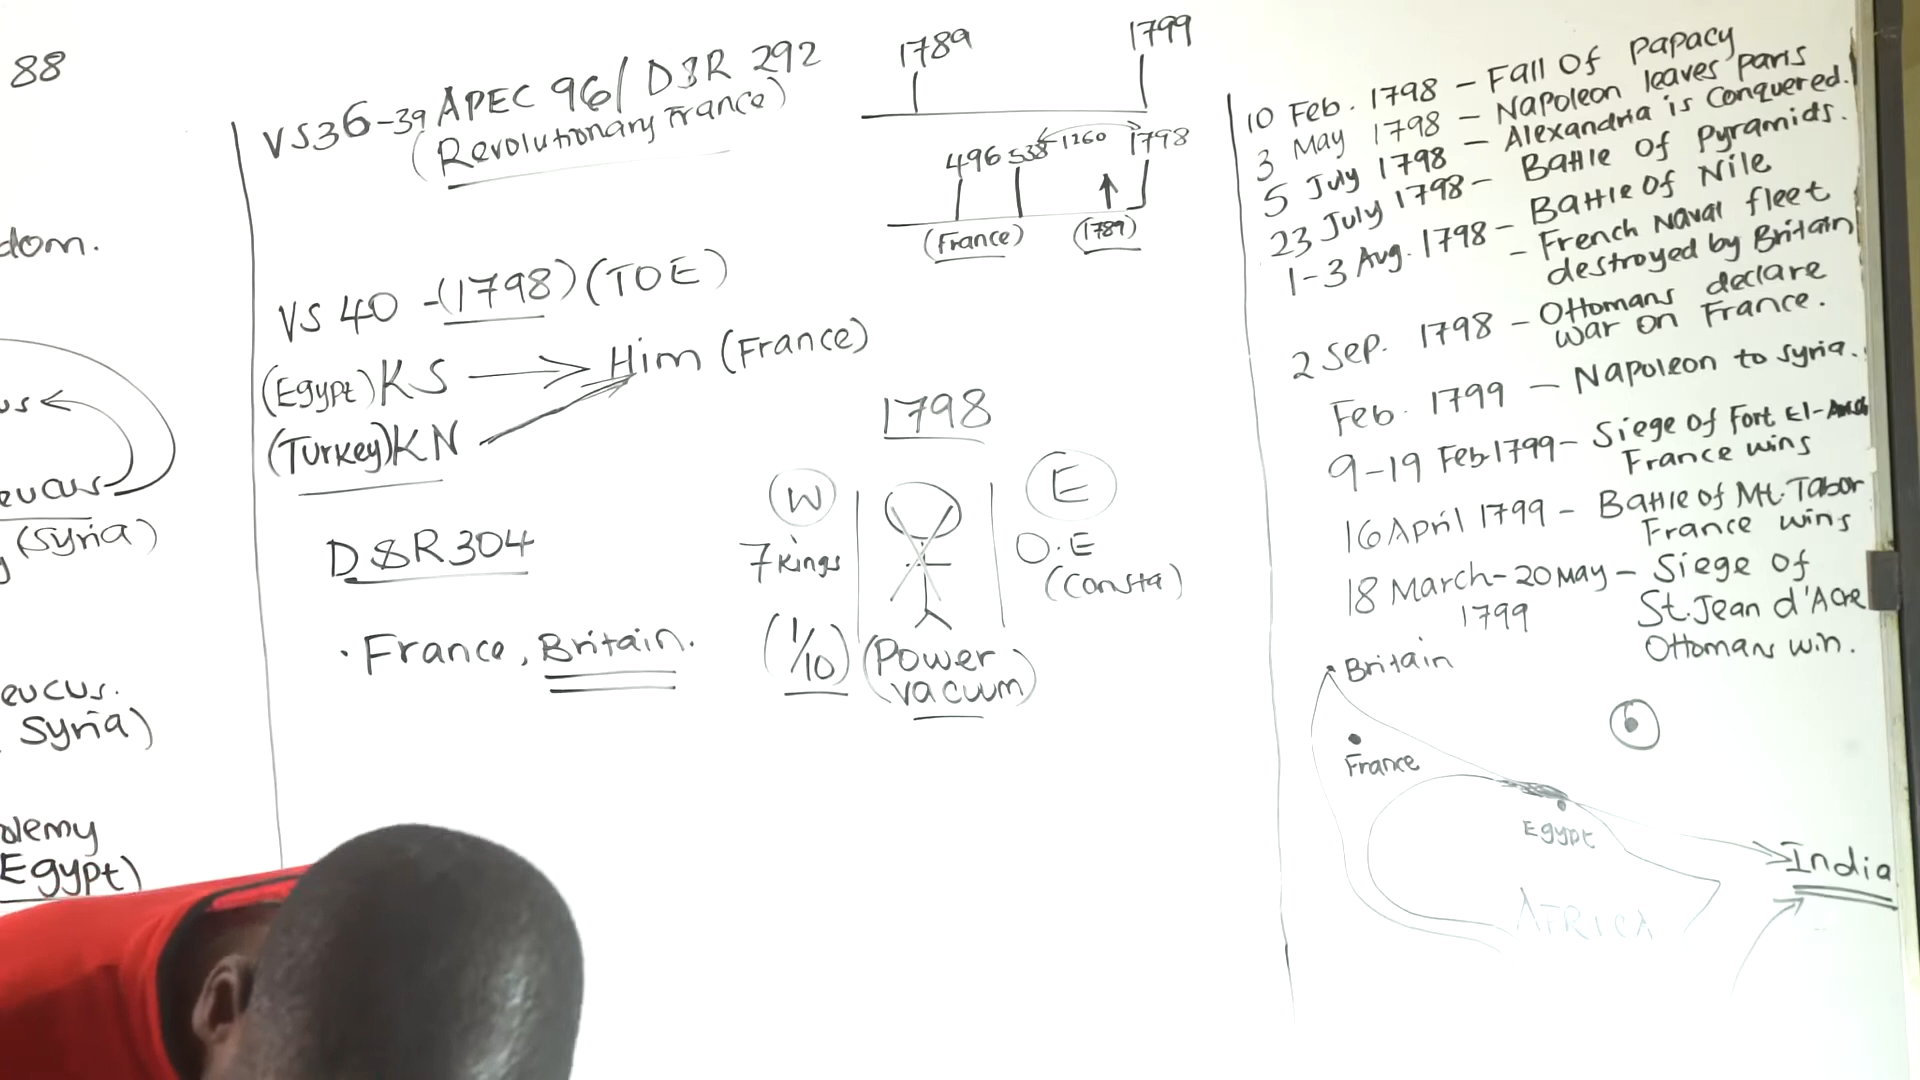 88
dom.
us
eucus
(Syria)
eucus.
Syria)
olemy
Egypt)
VS36-39 APEC 96/ D&R 292
(Revolutionary France)
1789
1799
496 538 1260 1798
(France)
(1789)
VS 40 -(1798) (TOE)
(Egypt) KS Him (France)
(Turkey) KN
D&R 304
• France, Britain.
1798
W
E
7 kings
O.E
(Consta)
(1/10)
(Power
vacuum)
10 Feb. 1798 - Fall Of Papacy
3 May 1798 - Napoleon leaves paris
5 July 1798 - Alexandria is Conquered.
23 July 1798 - Battle of Pyramids.
1-3 Aug. 1798 - Battle Of Nile
- French Naval fleet
destroyed by Britain
2 Sep. 1798 - Ottomans declare
war on France.
Feb. 1799 - Napoleon to Syria.
9-19 Feb 1799 - Siege of Fort El-Arish
France wins
16 April 1799 - Battle of Mt. Tabor
France wins
18 March - 20 May - Siege of
1799 St. Jean d'Acre
Ottomans win.
Britain
France
6
Egypt
India
AFRICA